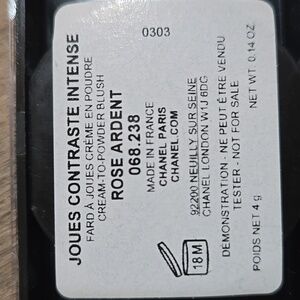 0303
JOUES CONTRASTE INTENSE
FARD À JOUES CRÈME EN POUDRE
CREAM-TO-POWDER BLUSH
ROSE ARDENT
068.238
MADE IN FRANCE
CHANEL PARIS
CHANEL.COM
92200 NEUILLY SUR SEINE
CHANEL LONDON W1J 6DG
18M
DEMONSTRATION - NE PEUT ÊTRE VENDU
TESTER - NOT FOR SALE
POIDS NET 4 g
NET WT. 0.14 OZ.